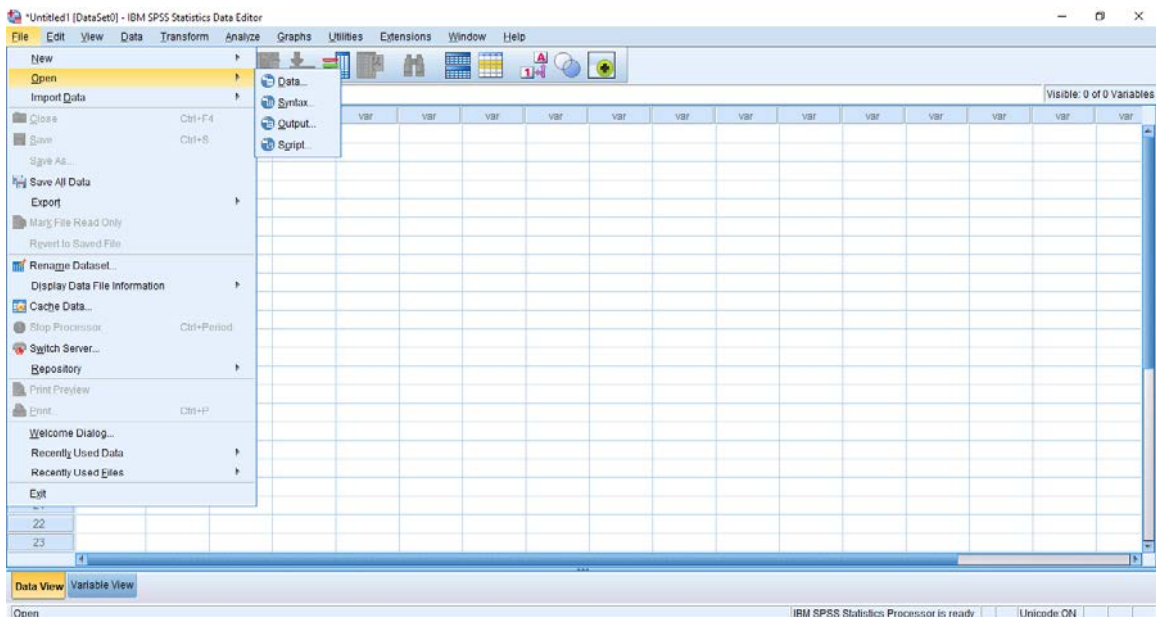 *Untitled1 [DataSet0] - IBM SPSS Statistics Data Editor
File Edit View Data Transform Analyze Graphs Utilities Extensions Window Help
New
Open
Import Data
Close Ctrl+F4
Save Ctrl+S
Save As...
Save All Data
Export
Mark File Read Only
Revert to Saved File
Rename Dataset...
Display Data File Information
Cache Data...
Stop Processor Ctrl+Period
Switch Server...
Repository
Print Preview
Print... Ctrl+P
Welcome Dialog...
Recently Used Data
Recently Used Files
Exit
Data...
Syntax...
Output...
Script...
Visible: 0 of 0 Variables
var var var var var var var var var var var var var
22
23
Data View Variable View
Open IBM SPSS Statistics Processor is ready Unicode:ON